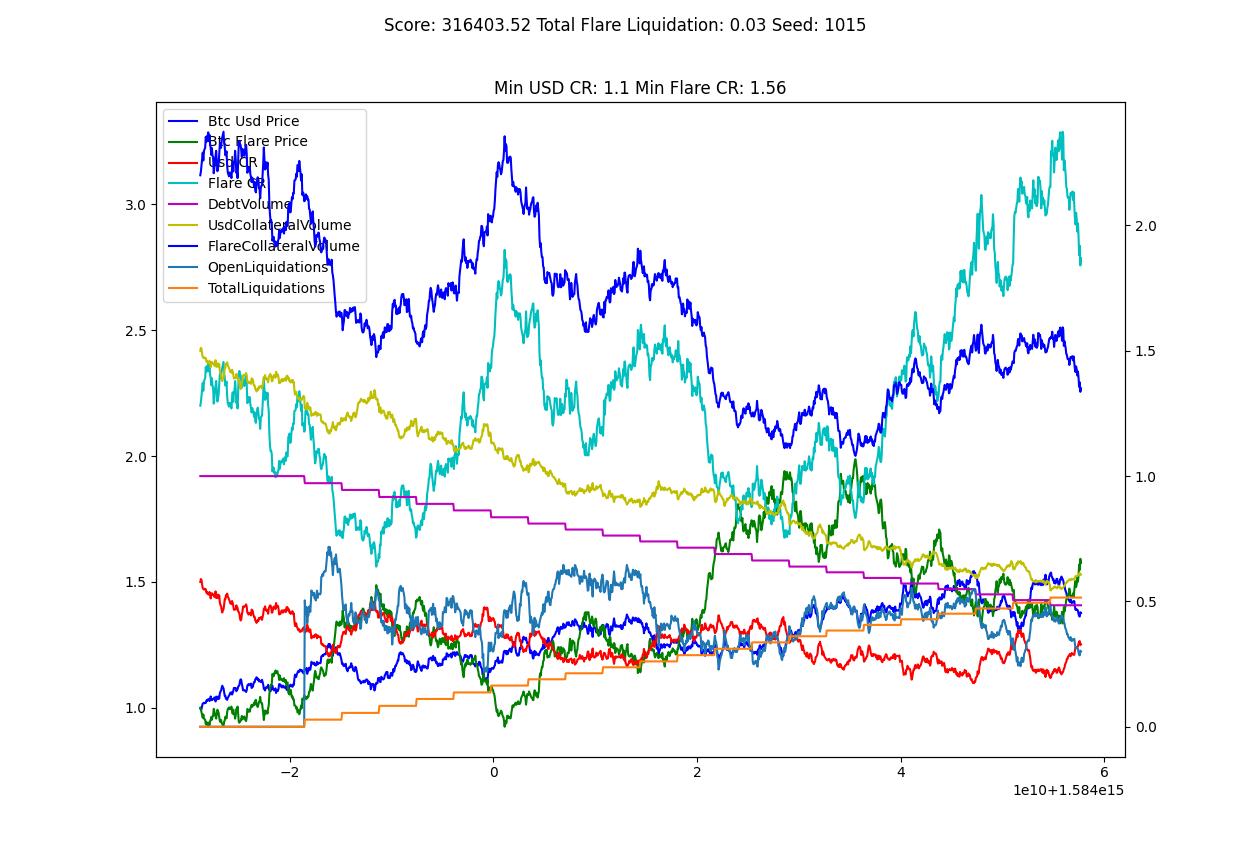 Score: 316403.52 Total Flare Liquidation: 0.03 Seed: 1015
Min USD CR: 1.1 Min Flare CR: 1.56
Btc Usd Price
Btc Flare Price
Usd CR
Flare CR
DebtVolume
UsdCollateralVolume
FlareCollateralVolume
OpenLiquidations
TotalLiquidations
3.0
2.5
2.0
1.5
1.0
2.0
1.5
1.0
0.5
0.0
−2
0
2
4
6
1e10+1.584e15